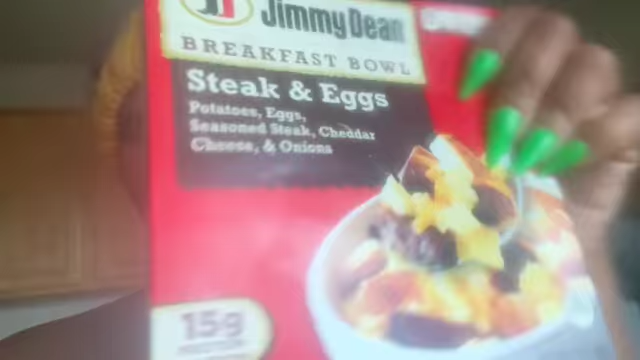 Jimmy Dean
BREAKFAST BOWL
Steak & Eggs
Potatoes, Eggs,
Seasoned Steak, Cheddar
Cheese, & Onions
15g